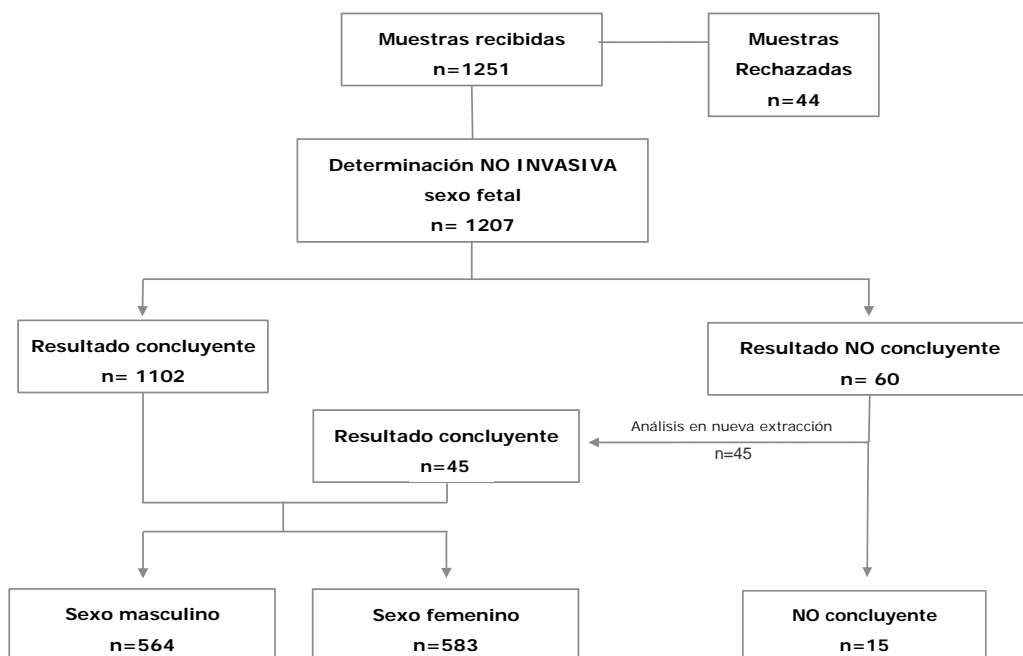 Muestras recibidas
n=1251
Muestras
Rechazadas
n=44
Determinación NO INVASIVA
sexo fetal
n= 1207
Resultado concluyente
n= 1102
Resultado NO concluyente
n= 60
Análisis en nueva extracción
n=45
Resultado concluyente
n=45
Sexo masculino
n=564
Sexo femenino
n=583
NO concluyente
n=15